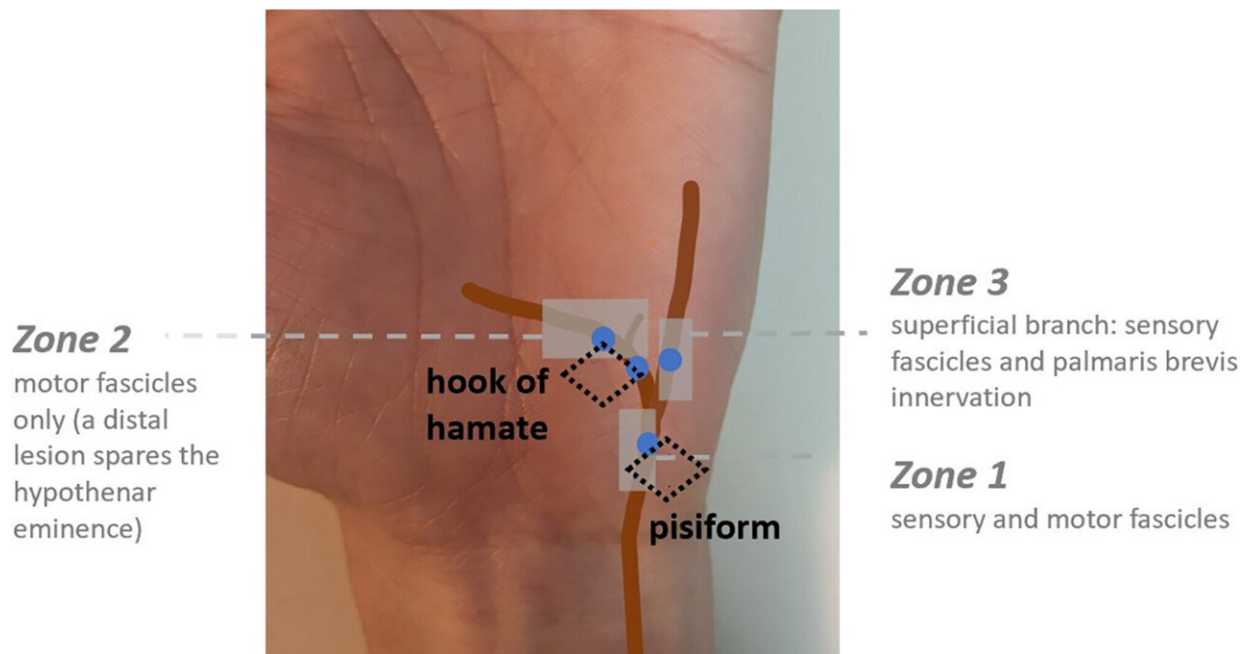 Zone 2
motor fascicles
only (a distal
lesion spares the
hypothenar
eminence)
hook of
hamate
pisiform
Zone 3
superficial branch: sensory
fascicles and palmaris brevis
innervation
Zone 1
sensory and motor fascicles